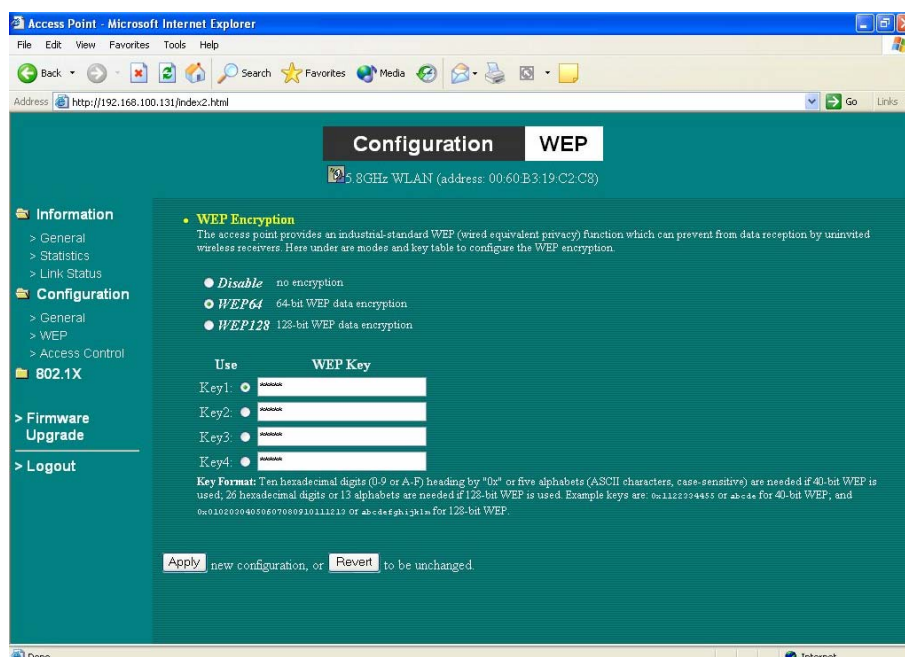 Access Point - Microsoft Internet Explorer
File Edit View Favorites Tools Help
Back Search Favorites Media
Address http://192.168.100.131/index2.html Go Links
Configuration WEP
5.8GHz WLAN (address: 00:60:B3:19:C2:C8)
Information
> General
> Statistics
> Link Status
Configuration
> General
> WEP
> Access Control
802.1X
> Firmware
Upgrade
> Logout
• WEP Encryption
The access point provides an industrial-standard WEP (wired equivalent privacy) function which can prevent from data reception by uninvited
wireless receivers. Here under are modes and key table to configure the WEP encryption.
Disable no encryption
WEP64 64-bit WEP data encryption
WEP128 128-bit WEP data encryption
Use WEP Key
Key1: *****
Key2: *****
Key3: *****
Key4: *****
Key Format: Ten hexadecimal digits (0-9 or A-F) heading by "0x" or five alphabets (ASCII characters, case-sensitive) are needed if 40-bit WEP is
used; 26 hexadecimal digits or 13 alphabets are needed if 128-bit WEP is used. Example keys are: 0x1122334455 or abcde for 40-bit WEP; and
0x01020304050607080910111213 or abcdefghijklm for 128-bit WEP.
Apply new configuration, or Revert to be unchanged.
Done Internet